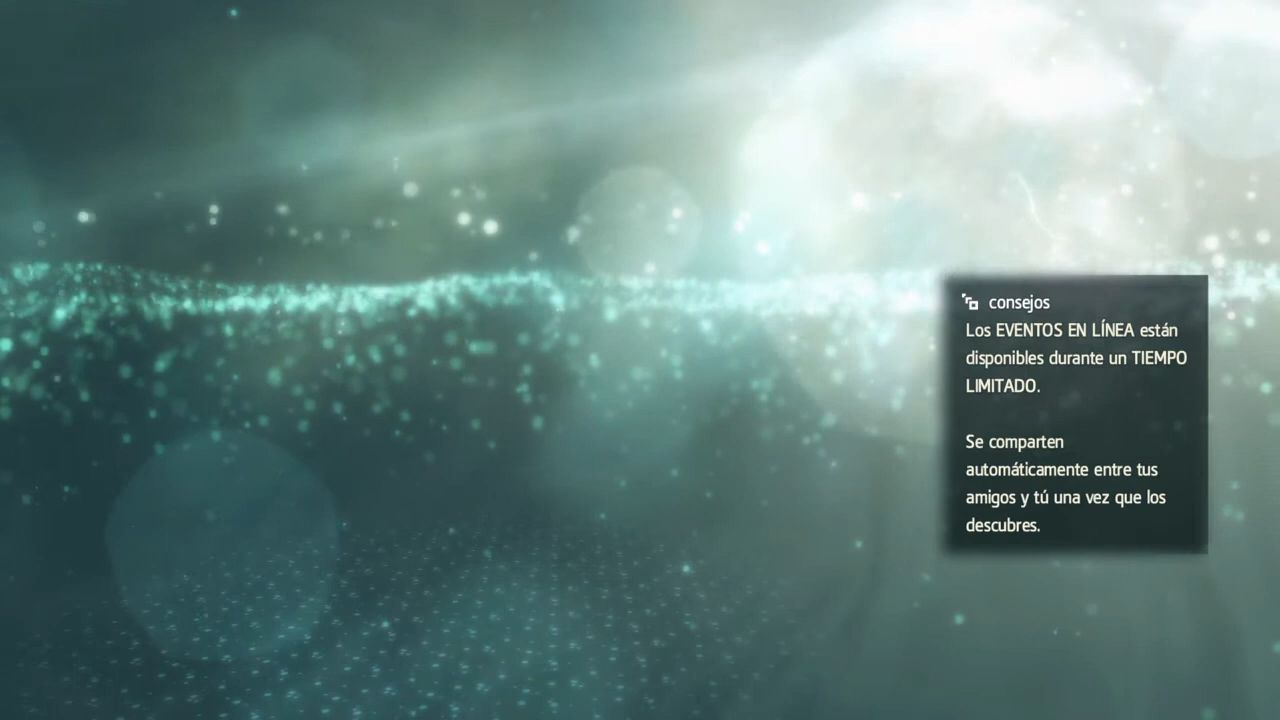 consejos
Los EVENTOS EN LÍNEA están
disponibles durante un TIEMPO
LIMITADO.
Se comparten
automáticamente entre tus
amigos y tú una vez que los
descubres.